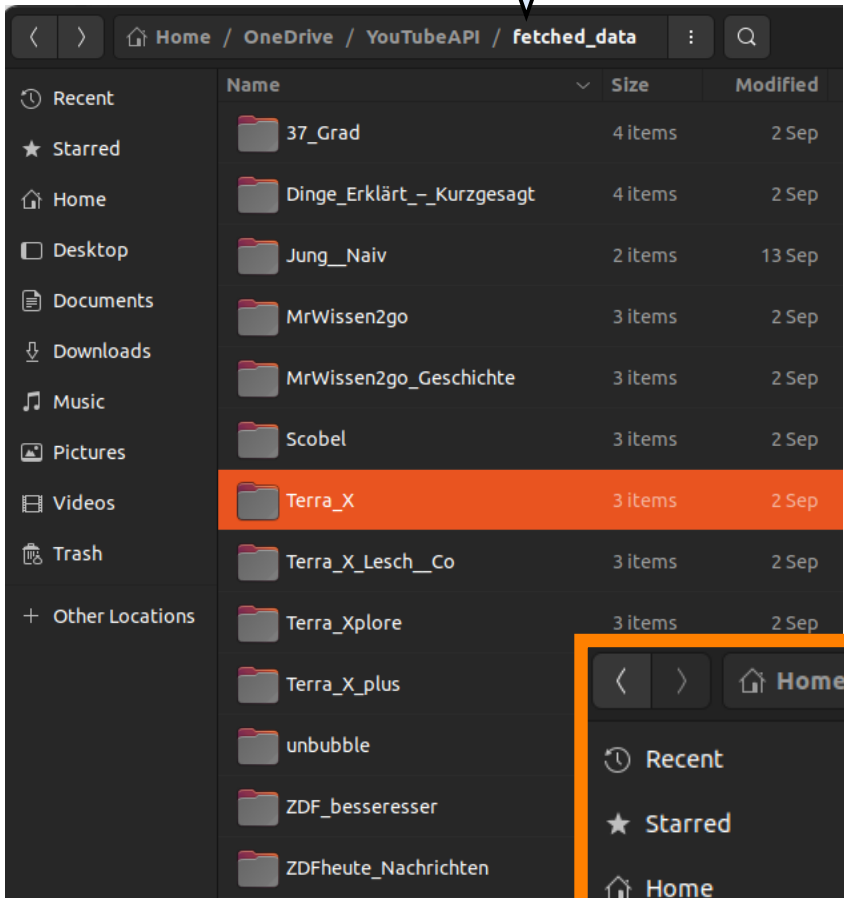 Home / OneDrive / YouTubeAPI / fetched_data
Name Size Modified
Recent
Starred
Home
Desktop
Documents
Downloads
Music
Pictures
Videos
Trash
+ Other Locations
37_Grad 4 items 2 Sep
Dinge_Erklärt_–_Kurzgesagt 4 items 2 Sep
Jung__Naiv 2 items 13 Sep
MrWissen2go 3 items 2 Sep
MrWissen2go_Geschichte 3 items 2 Sep
Scobel 3 items 2 Sep
Terra_X 3 items 2 Sep
Terra_X_Lesch__Co 3 items 2 Sep
Terra_Xplore 3 items 2 Sep
Terra_X_plus
unbubble
ZDF_besseresser
ZDFheute_Nachrichten
Home
Recent
Starred
Home